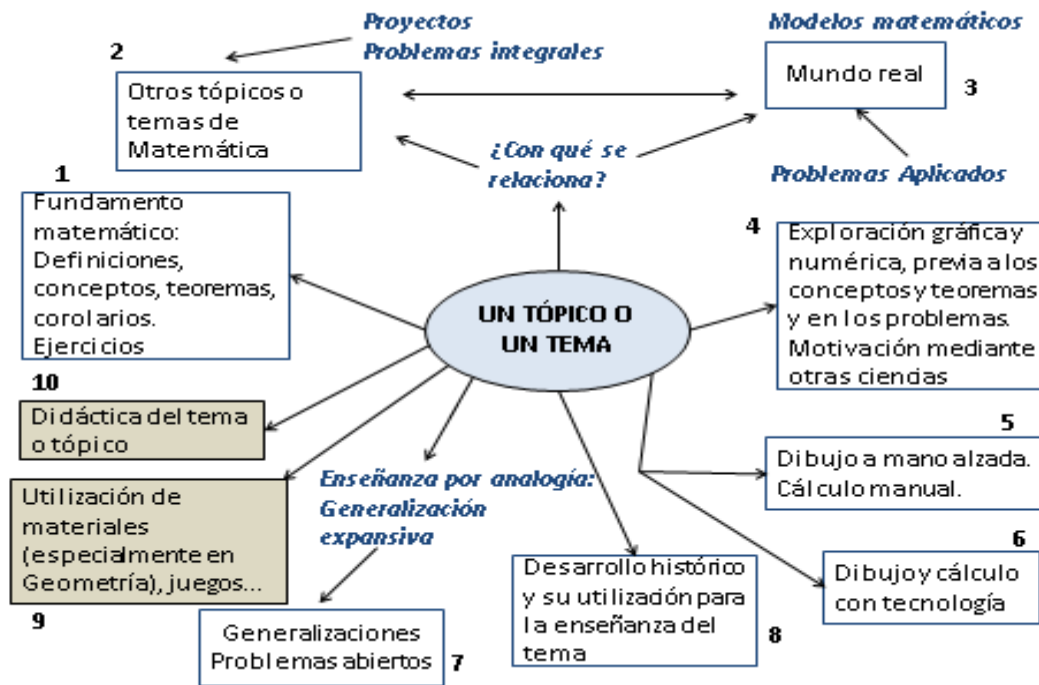 Proyectos
Problemas integrales
Modelos matemáticos
2
Otros tópicos o
temas de
Matemática
Mundo real
3
¿Con qué se
relaciona?
Problemas Aplicados
1
Fundamento
matemático:
Definiciones,
conceptos, teoremas,
corolarios.
Ejercicios
4
Exploración gráfica y
numérica, previa a los
conceptos y teoremas
y en los problemas.
Motivación mediante
otras ciencias
UN TÓPICO O
UN TEMA
10
Didáctica del tema
o tópico
5
Dibujo a mano alzada.
Cálculo manual.
Enseñanza por analogía:
Generalización
expansiva
Utilización de
materiales
(especialmente en
Geometría), juegos...
9
6
Dibujo y cálculo
con tecnología
Desarrollo histórico
y su utilización para
la enseñanza del
tema
8
Generalizaciones
Problemas abiertos
7